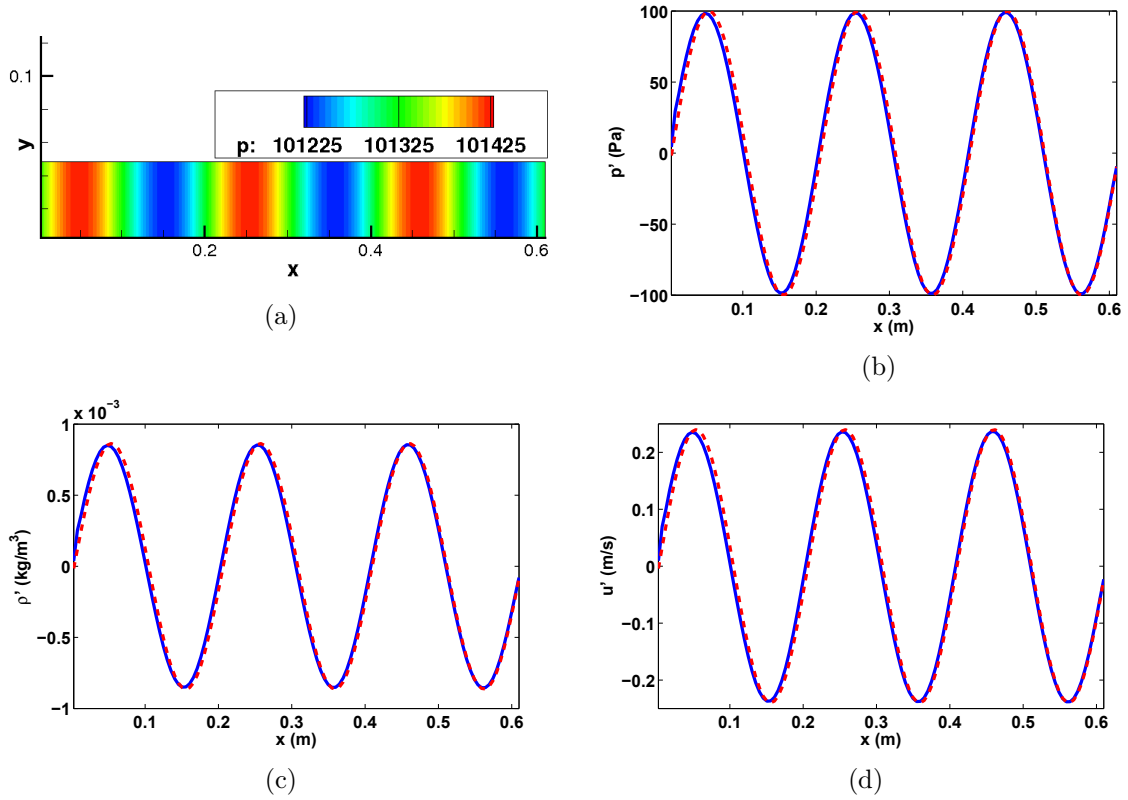 0.1
y
p: 101225 101325 101425
0.2 0.4 0.6
x
(a)
100
50
0
−50
−100
p’ (Pa)
0.1 0.2 0.3 0.4 0.5 0.6
x (m)
(b)
x 10⁻³
1
0.5
0
−0.5
−1
ρ’ (kg/m³)
0.1 0.2 0.3 0.4 0.5 0.6
x (m)
(c)
0.2
0.1
0
−0.1
−0.2
u’ (m/s)
0.1 0.2 0.3 0.4 0.5 0.6
x (m)
(d)